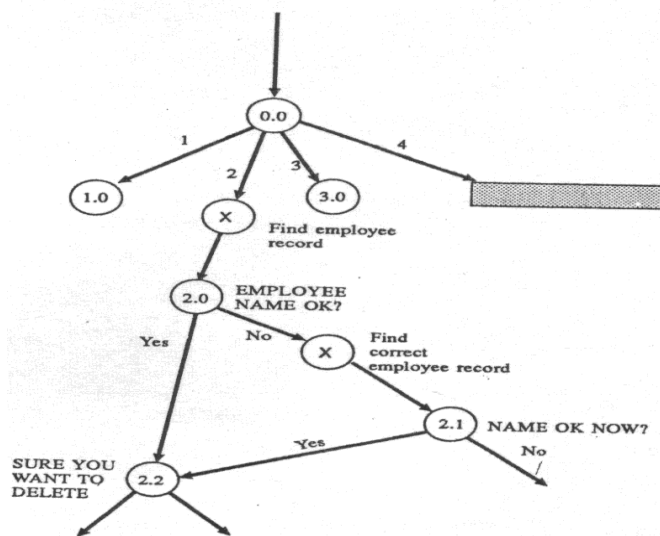 0.0
1
2
3
4
1.0
X
3.0
Find employee
record
2.0
EMPLOYEE
NAME OK?
Yes
No
X
Find
correct
employee record
2.1
NAME OK NOW?
Yes
No
SURE YOU
WANT TO
DELETE
2.2